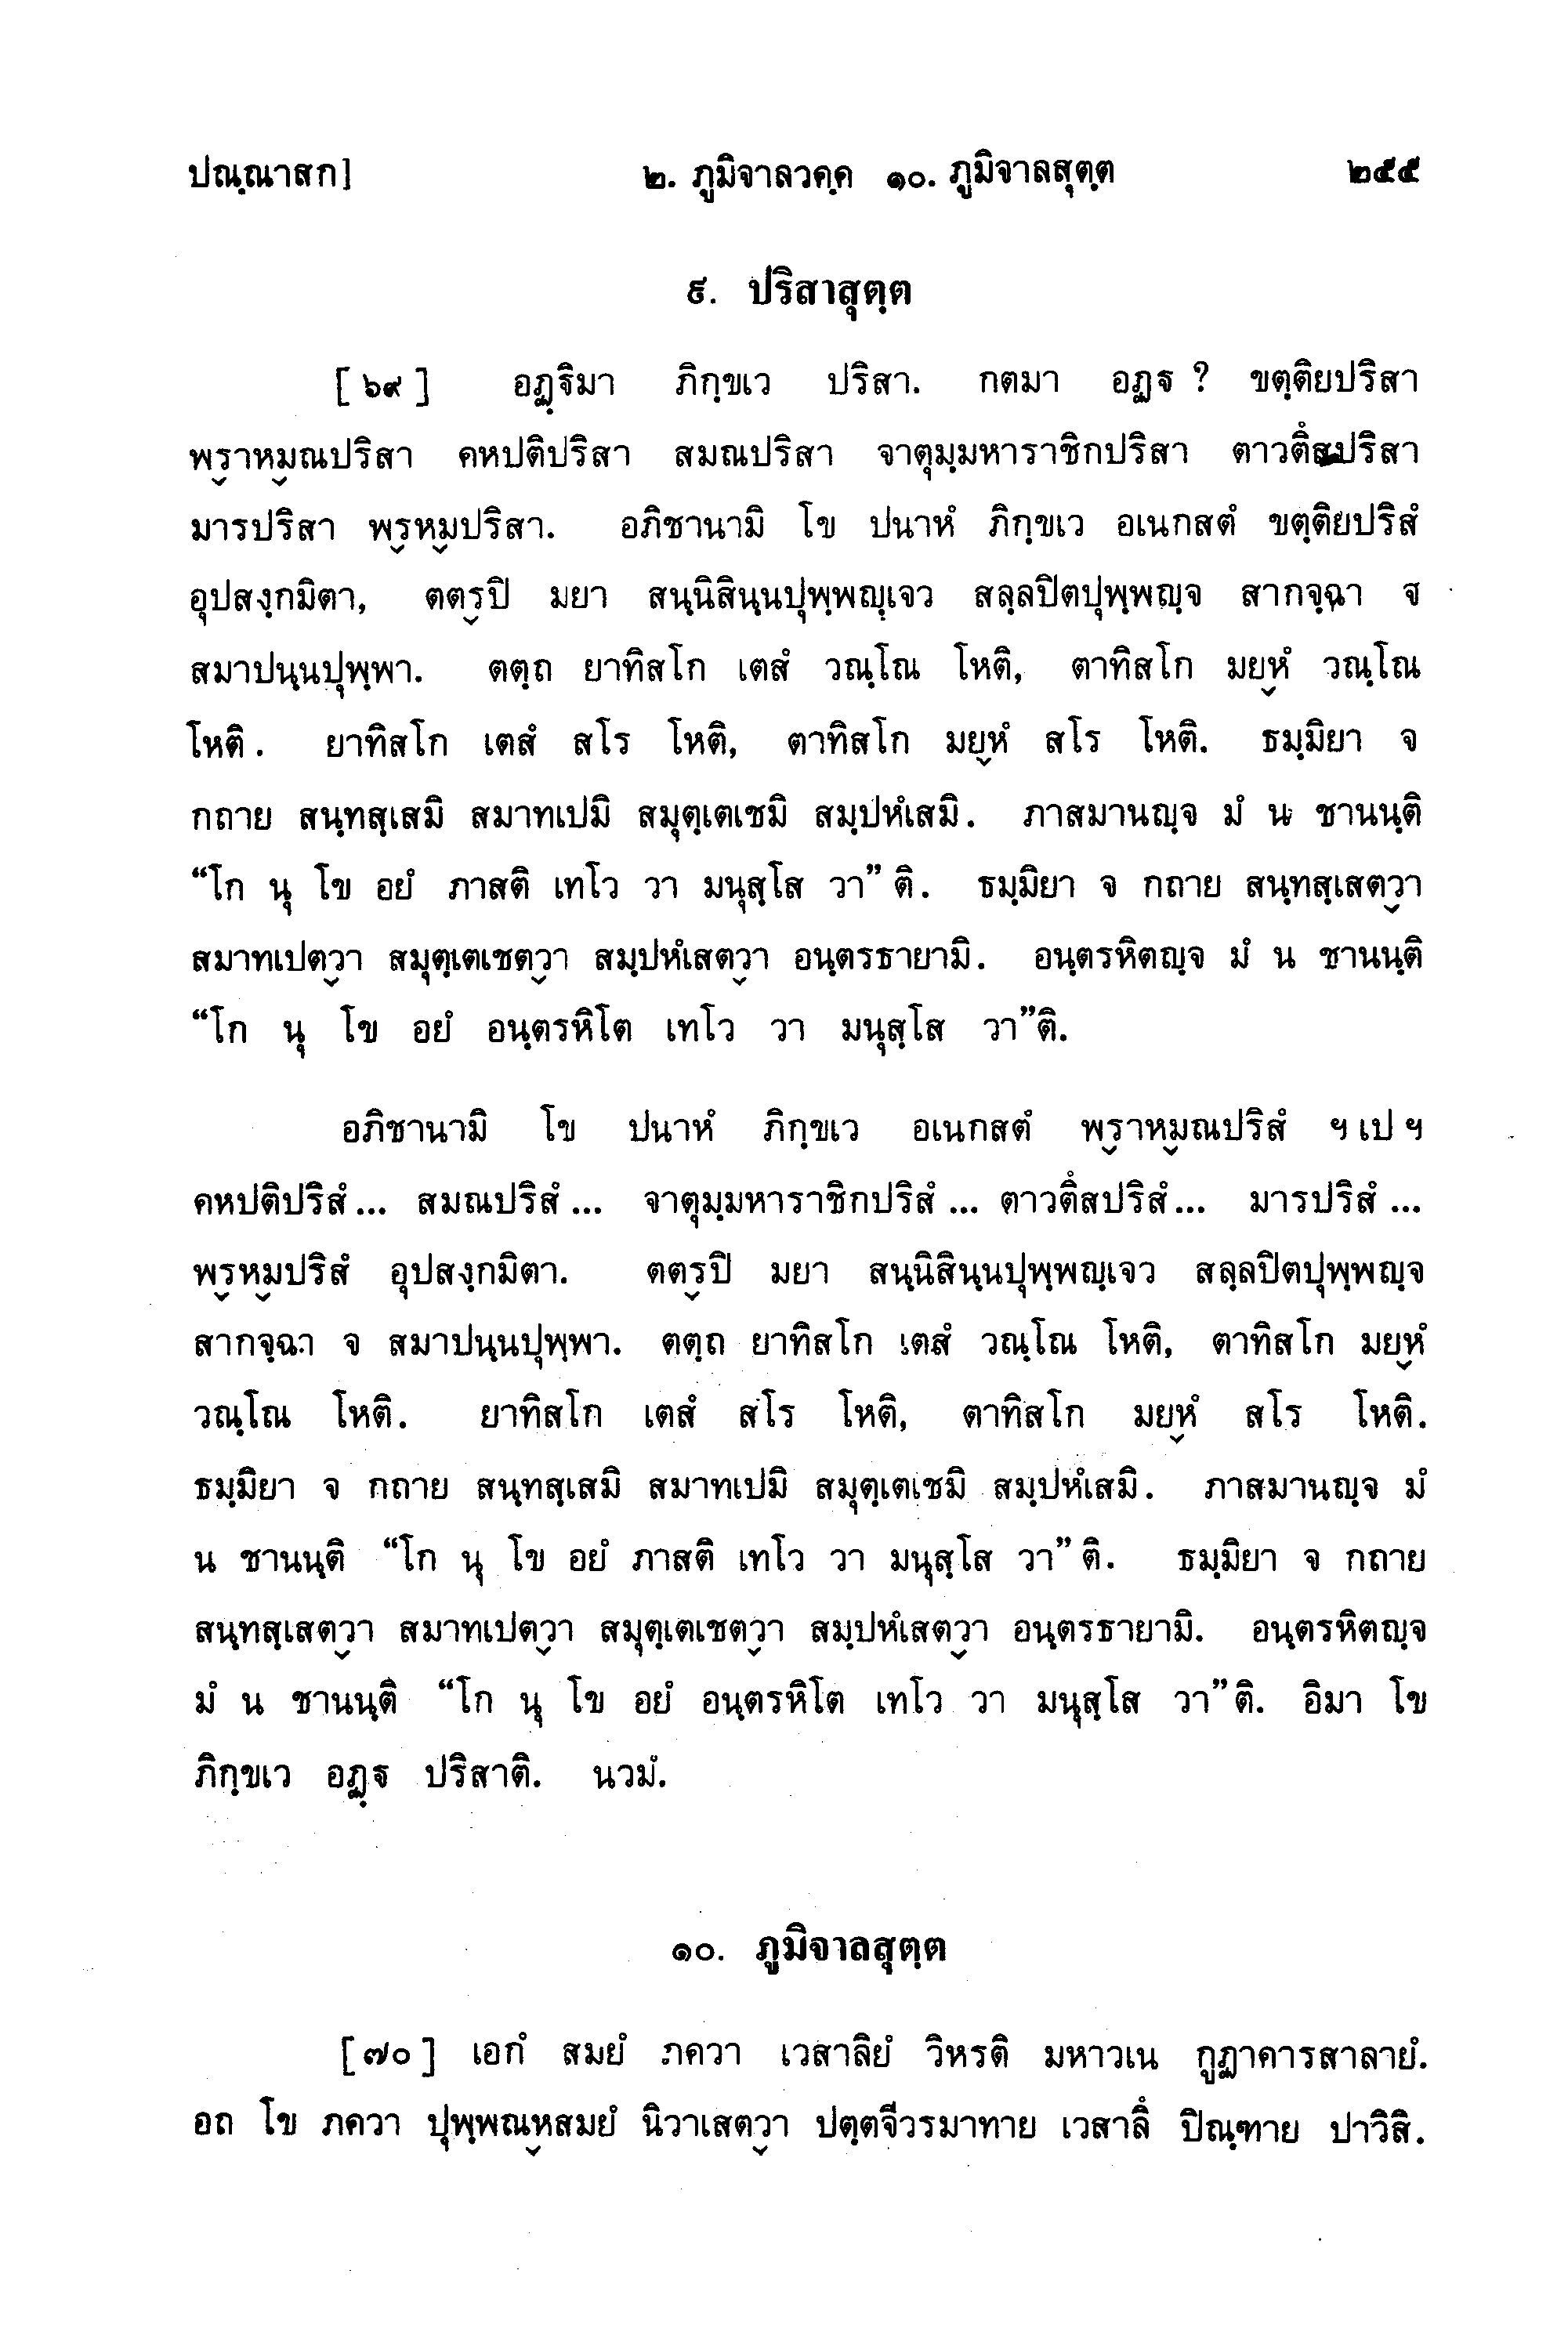 ปณฺณาสก]	๒. ภูมิจาลวคฺค ๑๐. ภูมิจาลสุตฺต	๒๕๕
๙. ปริสาสุตฺต
[๖๙] อฏฺฐิมา ภิกฺขเว ปริสา. กตมา อฏฐ ? ขตฺติยปริสา
พฺราหฺมณปริสา คหปติปริสา สมณปริสา จาตุมฺมหาราชิกปริสา ตาวตึสปริสา
มารปริสา พฺรหฺมปริสา. อภิชานามิ โข ปนาหํ ภิกฺขเว อเนกสตํ ขตฺติยปริสํ
อุปสงฺกมิตา, ตตฺรปิ มยา สนฺนิสินฺนปุพฺพญฺเจว สลฺลปิตปุพฺพญฺจ สากจฺฉา จ
สมาปนฺนปุพฺพา. ตตฺถ ยาทิสโก เตสํ วณฺโณ โหติ, ตาทิสโก มยฺหํ วณฺโณ
โหติ. ยาทิสโก เตสํ สโร โหติ, ตาทิสโก มยฺหํ สโร โหติ. ธมฺมิยา จ
กถาย สนฺทสฺเสมิ สมาทเปมิ สมุตฺเตเชมิ สมฺปหํเสมิ. ภาสมานญฺจ มํ น ชานนฺติ
“โก นุ โข อยํ ภาสติ เทโว วา มนุสฺโส วา” ติ. ธมฺมิยา จ กถาย สนฺทสฺเสตฺวา
สมาทเปตฺวา สมุตฺเตเชตฺวา สมฺปหํเสตฺวา อนฺตรธายามิ. อนฺตรหิตญฺจ มํ น ชานนฺติ
“โก นุ โข อยํ อนฺตรหิโต เทโว วา มนุสฺโส วา”ติ.
อภิชานามิ โข ปนาหํ ภิกฺขเว อเนกสตํ พฺราหฺมณปริสํ ฯ เป ฯ
คหปติปริสํ... สมณปริสํ ... จาตุมฺมหาราชิกปริสํ ... ตาวตึสปริสํ... มารปริสํ ...
พฺรหฺมปริสํ อุปสงฺกมิตา. ตตฺรปิ มยา สนฺนิสินฺนปุพฺพญฺเจว สลฺลปิตปุพฺพญฺจ
สากจฺฉา จ สมาปนฺนปุพฺพา. ตตฺถ ยาทิสโก เตสํ วณฺโณ โหติ, ตาทิสโก มยฺหํ
วณฺโณ โหติ. ยาทิสโก เตสํ สโร โหติ, ตาทิสโก มยฺหํ สโร โหติ.
ธมฺมิยา จ กถาย สนฺทสฺเสมิ สมาทเปมิ สมุตฺเตเชมิ สมฺปหํเสมิ. ภาสมานญฺจ มํ
น ชานนฺติ “โก นุ โข อยํ ภาสติ เทโว วา มนุสฺโส วา” ติ. ธมฺมิยา จ กถาย
สนฺทสฺเสตฺวา สมาทเปตฺวา สมุตฺเตเชตฺวา สมฺปหํเสตฺวา อนฺตรธายามิ. อนฺตรหิตญฺจ
มํ น ชานนฺติ “โก นุ โข อยํ อนฺตรหิโต เทโว วา มนุสฺโส วา” ติ. อิมา โข
ภิกฺขเว อฏฺฐ ปริสาติ. นวมํ.
๑๐. ภูมิจาลสุตฺต
[๗๐] เอกํ สมยํ ภควา เวสาลิยํ วิหรติ มหาวเน กูฏาคารสาลายํ.
อถ โข ภควา ปุพฺพณฺหสมยํ นิวาเสตฺวา ปตฺตจีวรมาทาย เวสาลึ ปิณฺฑาย ปาวิสิ.